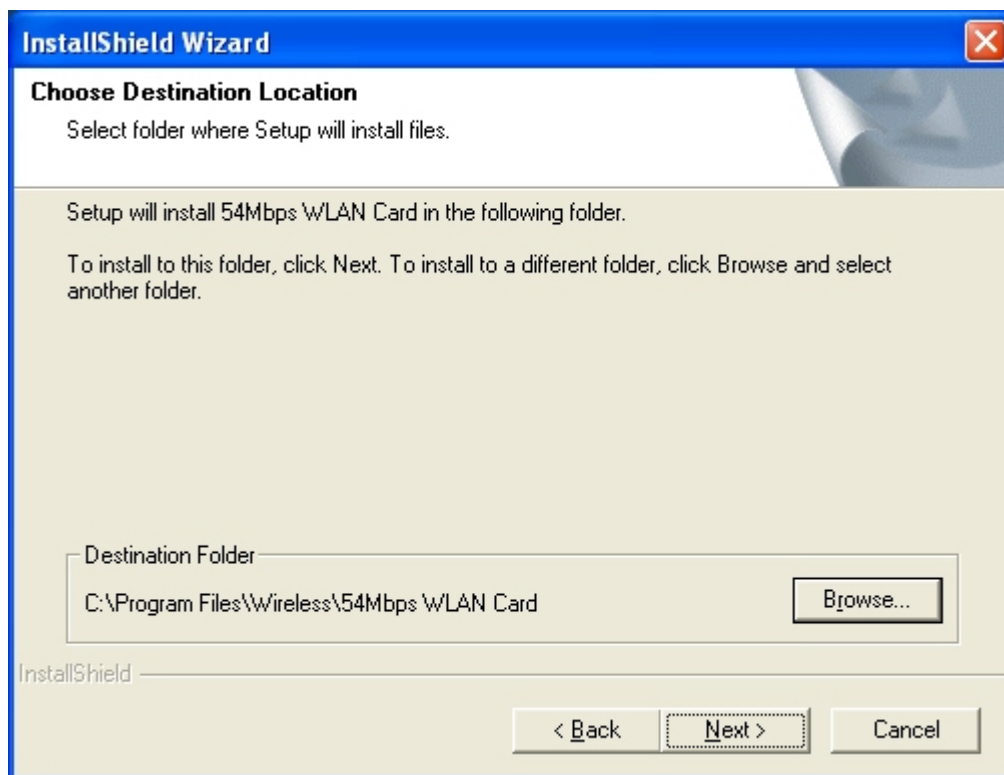 InstallShield Wizard
Choose Destination Location
Select folder where Setup will install files.
Setup will install 54Mbps WLAN Card in the following folder.
To install to this folder, click Next. To install to a different folder, click Browse and select
another folder.
Destination Folder
C:\Program Files\Wireless\54Mbps WLAN Card
Browse...
InstallShield
< Back
Next >
Cancel